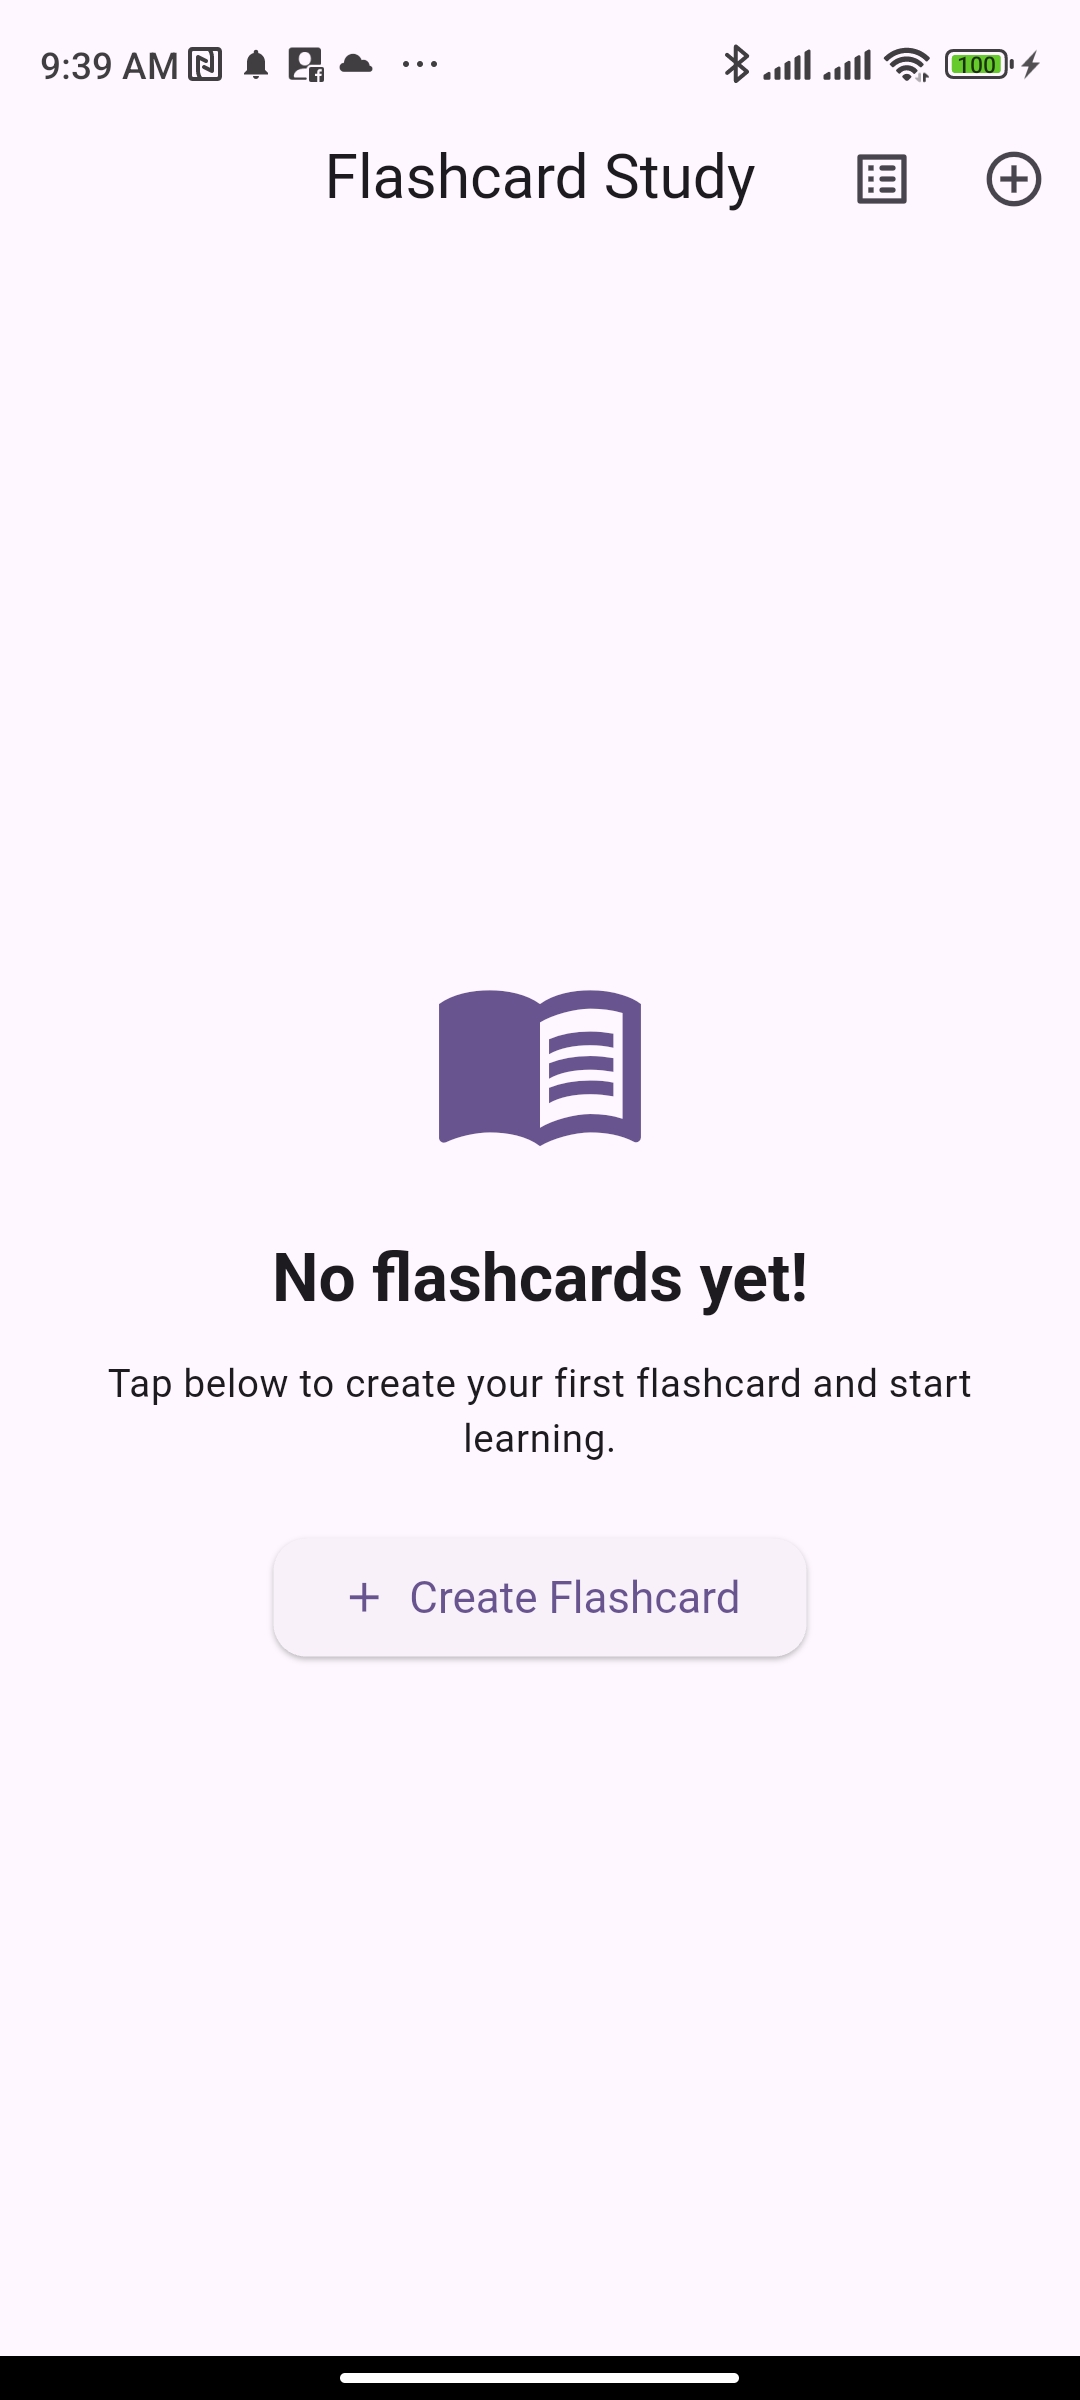 9:39 AM
100
Flashcard Study
No flashcards yet!
Tap below to create your first flashcard and start
learning.
+ Create Flashcard